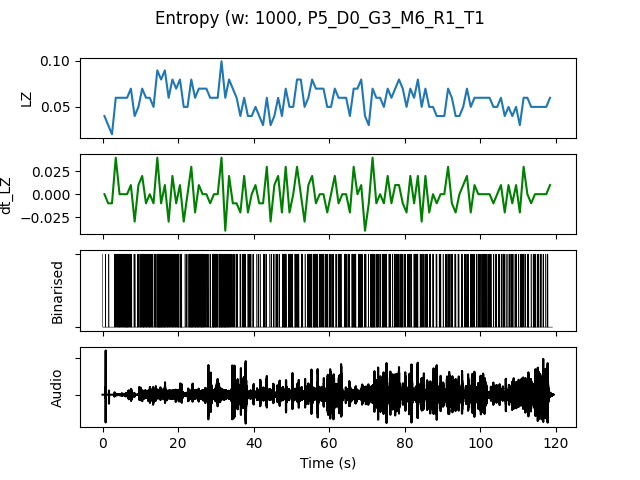 Entropy (w: 1000, P5_D0_G3_M6_R1_T1
0.10
0.05
LZ
0.025
0.000
−0.025
dt_LZ
Binarised
Audio
0 20 40 60 80 100 120
Time (s)